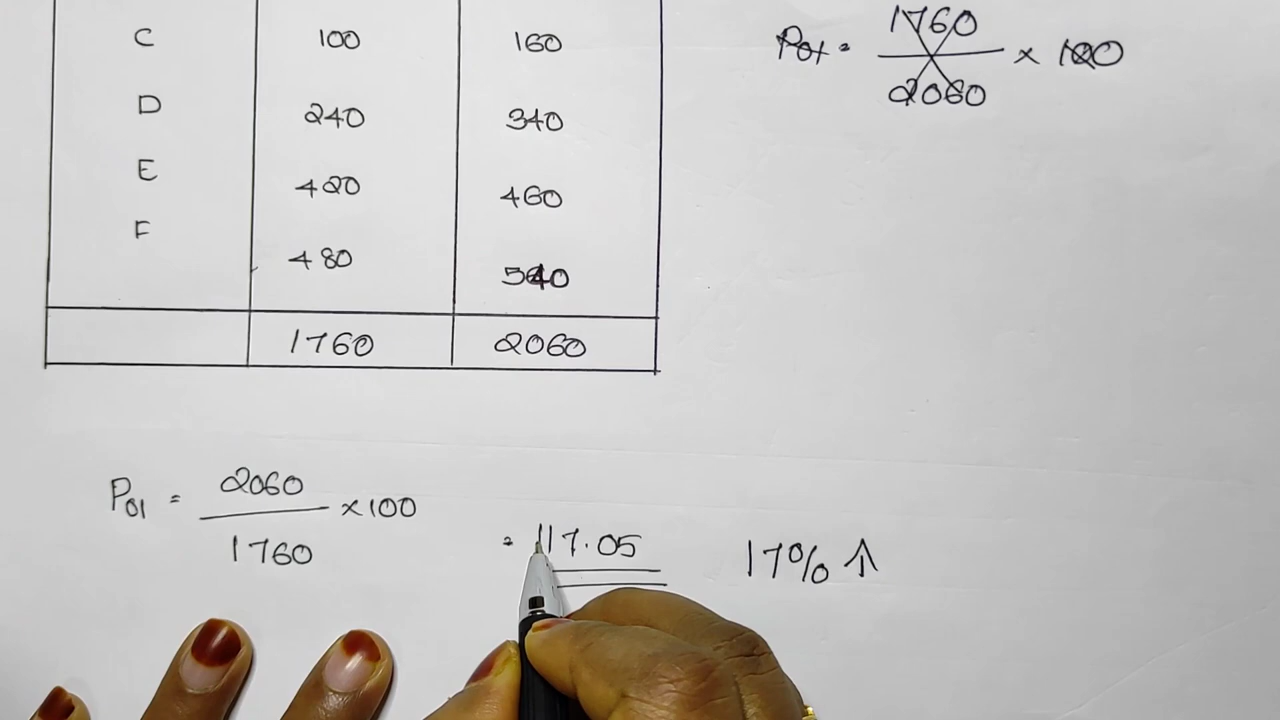 C 100 160
D 240 340
E 420 460
F 480 540
1760 2060
P01 = 1760 / 2060 × 100
P01 = 2060 / 1760 × 100
= 117.05 17% ↑